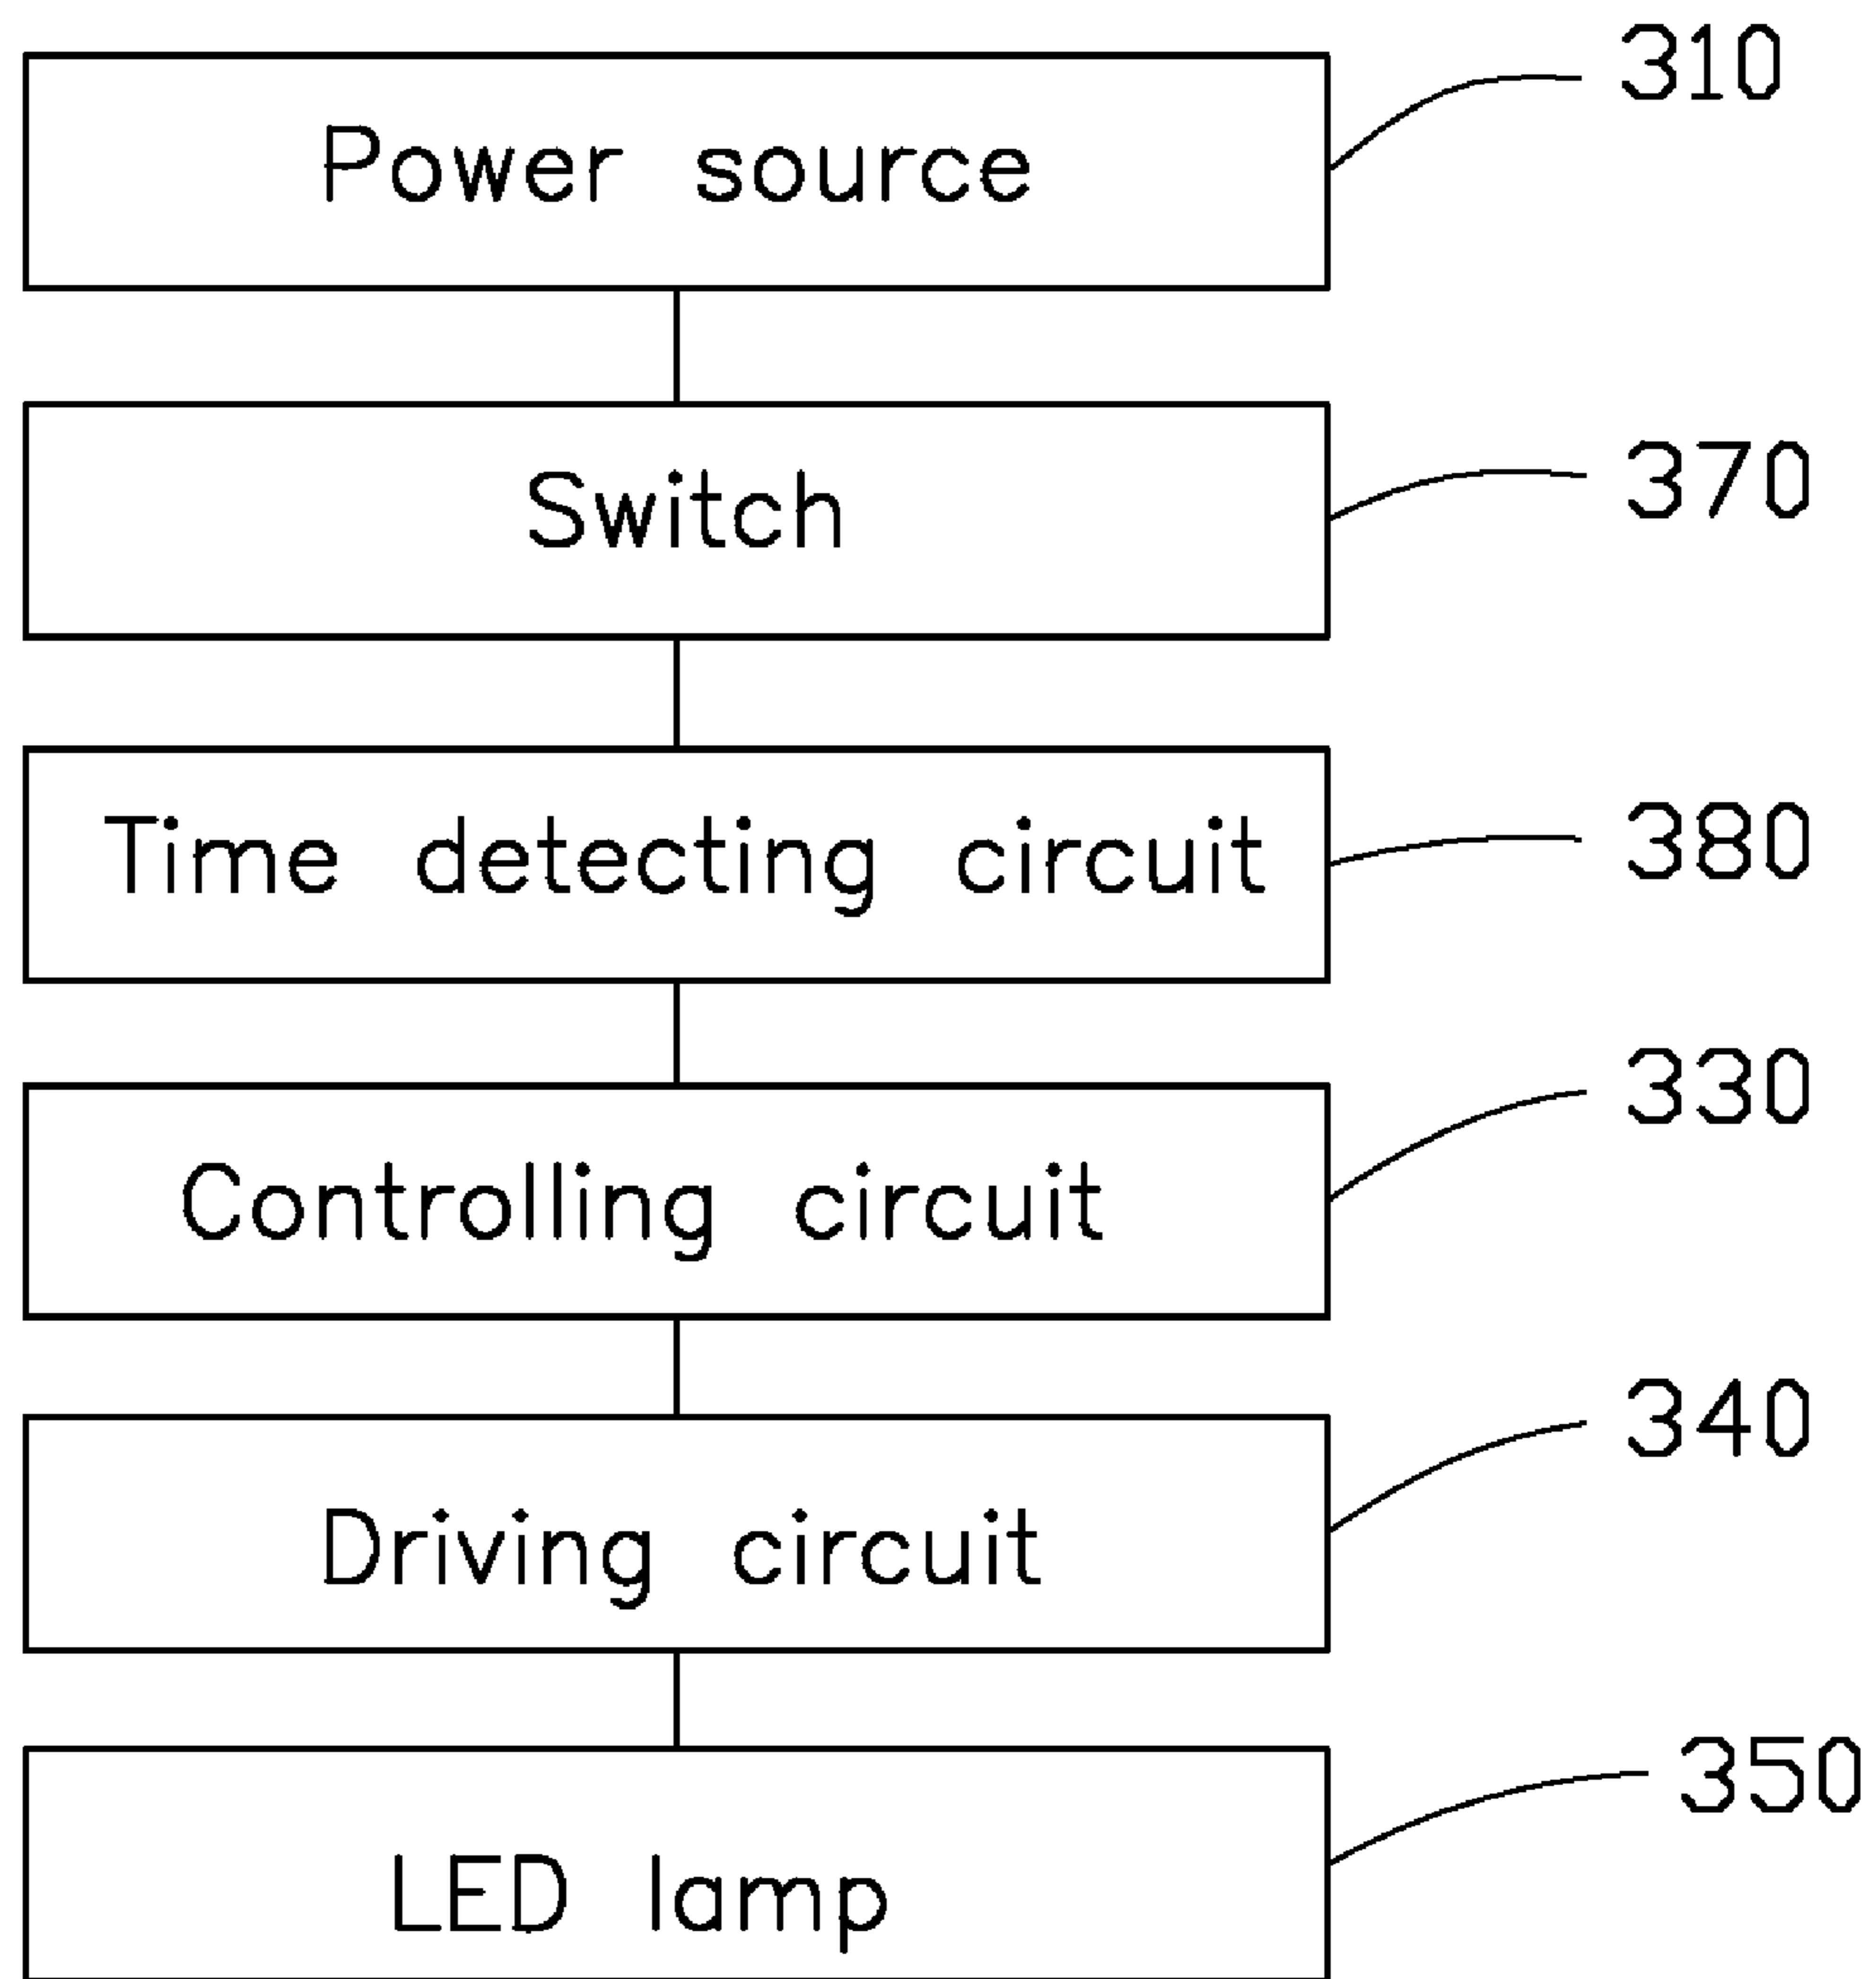 Power source 310
Switch 370
Time detecting circuit 380
Controlling circuit 330
Driving circuit 340
LED lamp 350